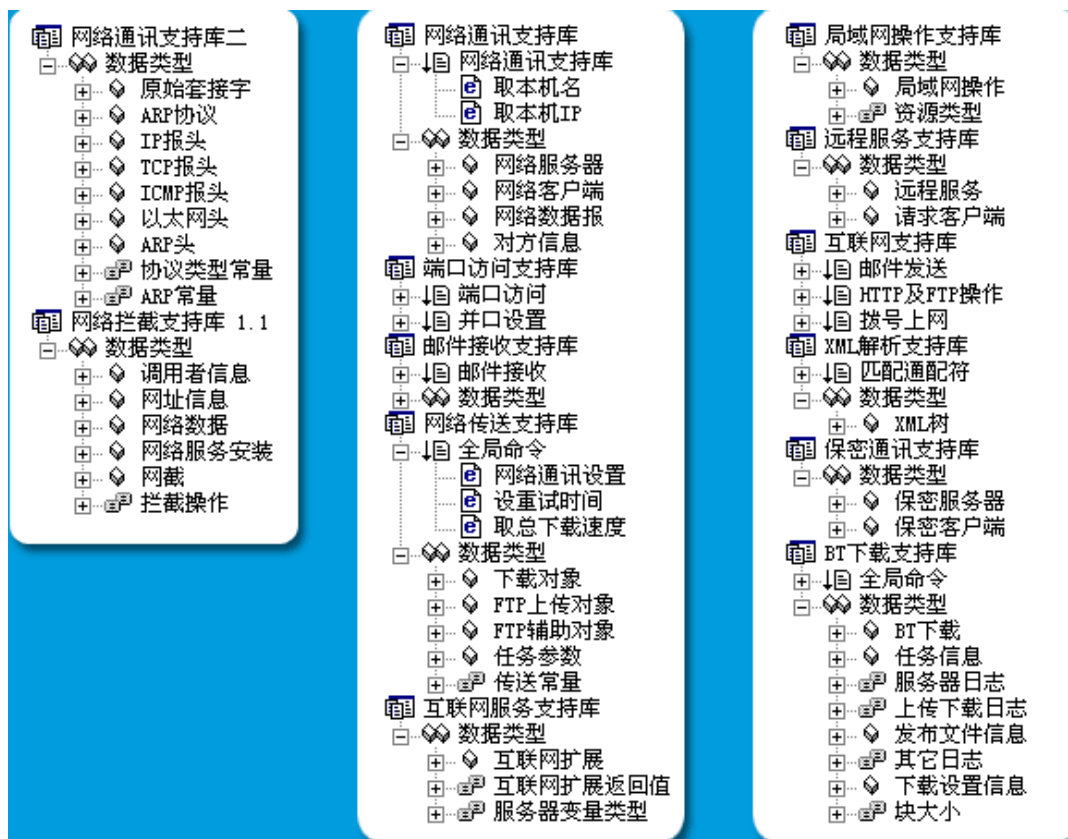 网络通讯支持库二
数据类型
原始套接字
ARP协议
IP报头
TCP报头
ICMP报头
以太网头
ARP头
协议类型常量
ARP常量
网络拦截支持库 1.1
数据类型
调用者信息
网址信息
网络数据
网络服务安装
网截
拦截操作
网络通讯支持库
网络通讯支持库
取本机名
取本机IP
数据类型
网络服务器
网络客户端
网络数据报
对方信息
端口访问支持库
端口访问
并口设置
邮件接收支持库
邮件接收
数据类型
网络传送支持库
全局命令
网络通讯设置
设重试时间
取总下载速度
数据类型
下载对象
FTP上传对象
FTP辅助对象
任务参数
传送常量
互联网服务支持库
数据类型
互联网扩展
互联网扩展返回值
服务器变量类型
局域网操作支持库
数据类型
局域网操作
资源类型
远程服务支持库
数据类型
远程服务
请求客户端
互联网支持库
邮件发送
HTTP及FTP操作
拨号上网
XML解析支持库
匹配通配符
数据类型
XML树
保密通讯支持库
数据类型
保密服务器
保密客户端
BT下载支持库
全局命令
数据类型
BT下载
任务信息
服务器日志
上传下载日志
发布文件信息
其它日志
下载设置信息
块大小